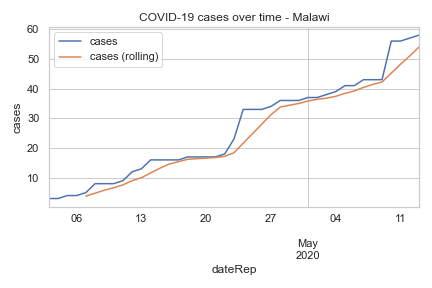 COVID-19 cases over time - Malawi
cases
cases (rolling)
60
50
40
30
20
10
cases
06
13
20
27
04
11
May
2020
dateRep